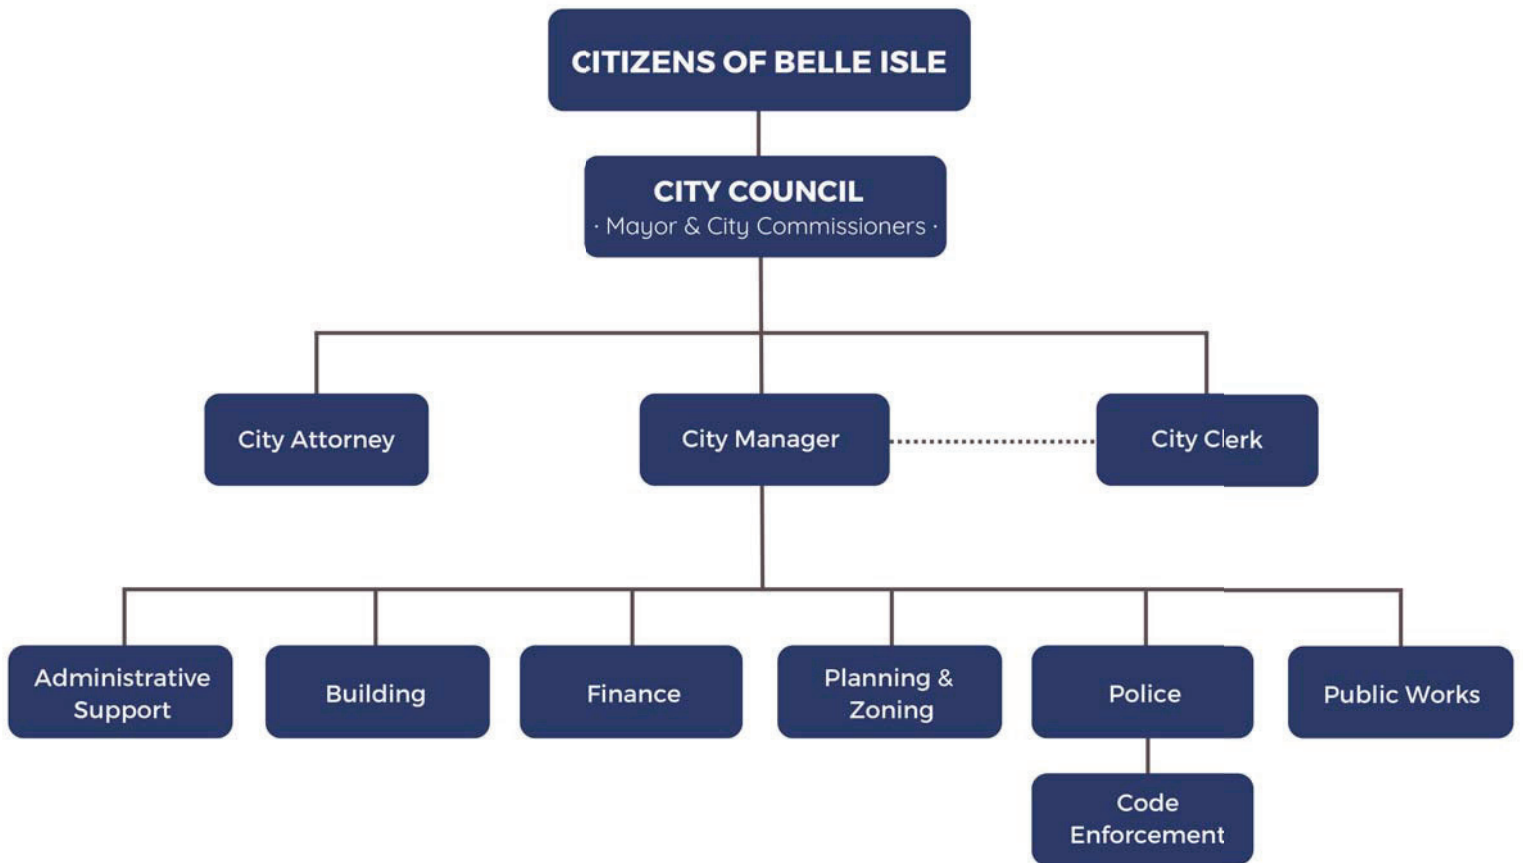 CITIZENS OF BELLE ISLE
CITY COUNCIL
· Mayor & City Commissioners ·
City Attorney
City Manager
City Clerk
Administrative
Support
Building
Finance
Planning &
Zoning
Police
Public Works
Code
Enforcement